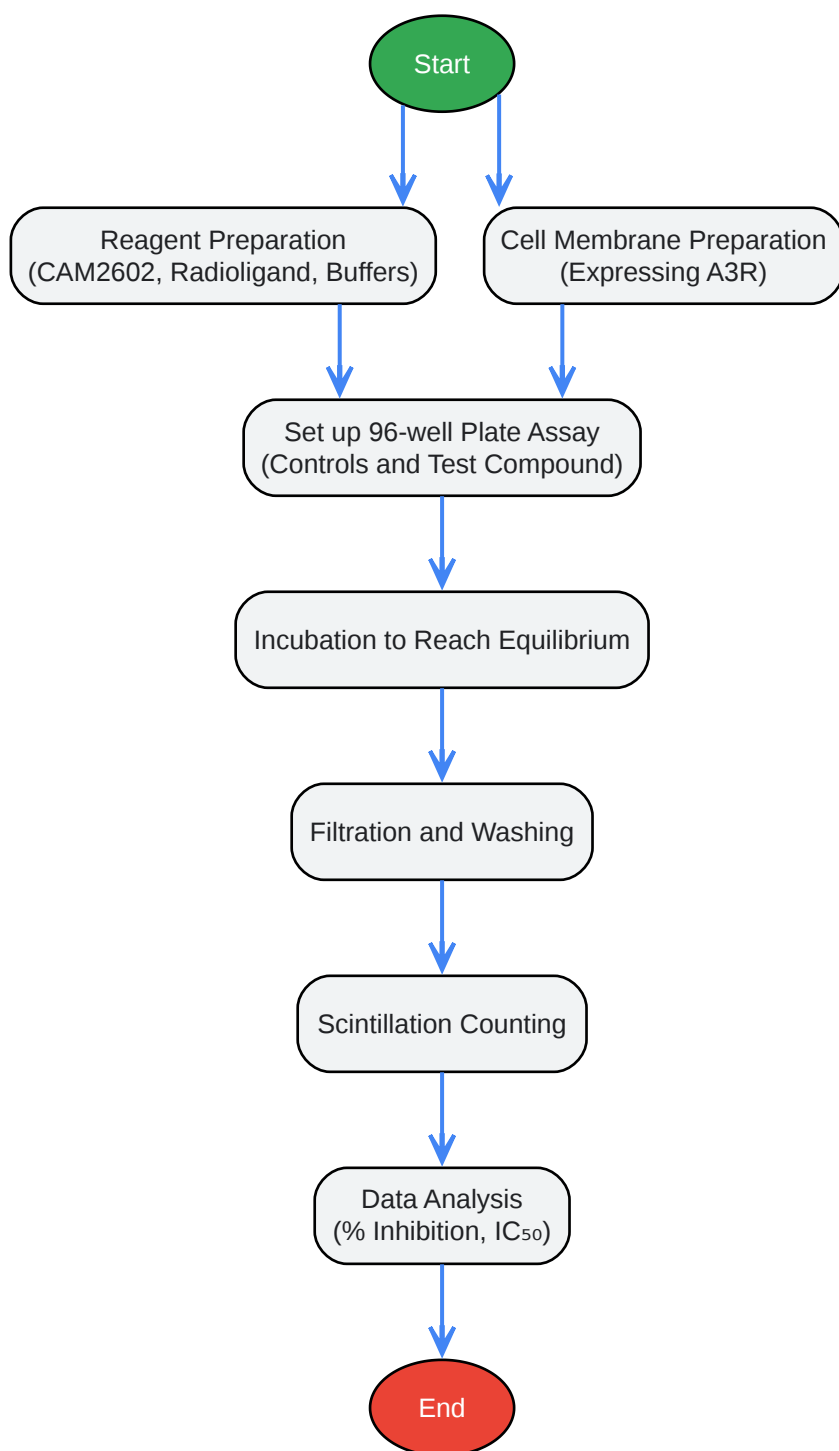 Start
Reagent Preparation
(CAM2602, Radioligand, Buffers)
Cell Membrane Preparation
(Expressing A3R)
Set up 96-well Plate Assay
(Controls and Test Compound)
Incubation to Reach Equilibrium
Filtration and Washing
Scintillation Counting
Data Analysis
(% Inhibition, IC₅₀)
End